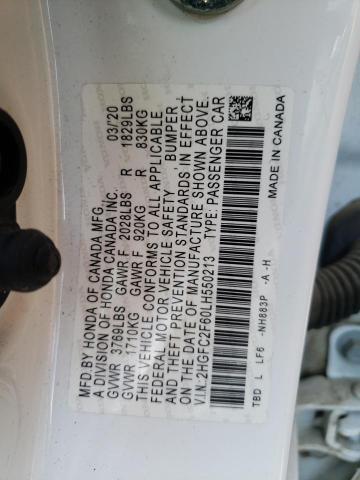 MFD.BY HONDA OF CANADA MFG.
A DIVISION OF HONDA CANADA INC. 03/20
GVWR 3769LBS GAWR F 2028LBS R 1829LBS
GVWR 1710KG GAWR F 920KG R 830KG
THIS VEHICLE CONFORMS TO ALL APPLICABLE
FEDERAL MOTOR VEHICLE SAFETY BUMPER,
AND THEFT PREVENTION STANDARDS IN EFFECT
ON THE DATE OF MANUFACTURE SHOWN ABOVE.
V.I.N:2HGFC2F60LH550213 TYPE:PASSENGER CAR
TBD L LF6 -NH883P -A-H MADE IN CANADA